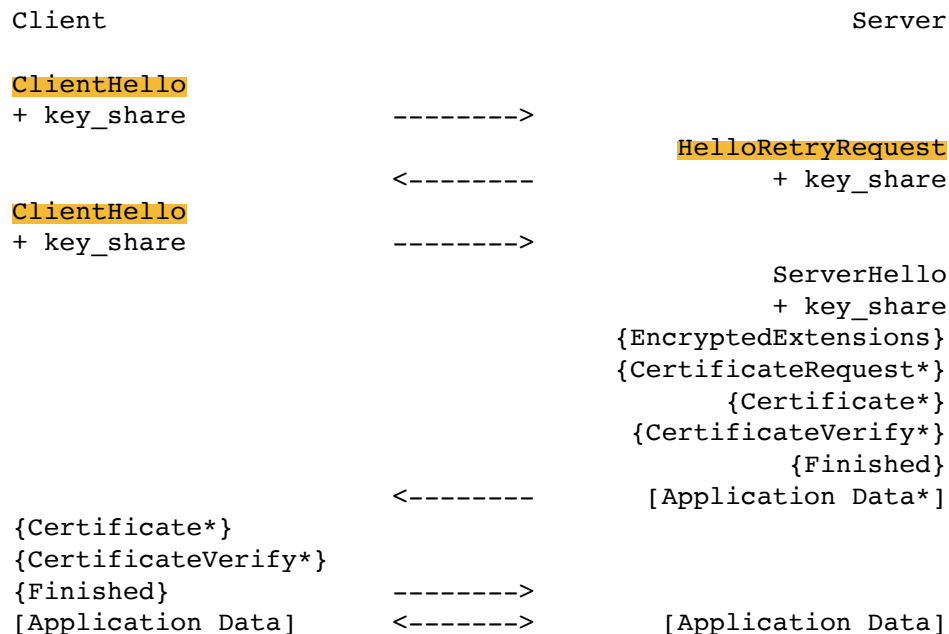 Client Server
ClientHello
+ key_share -------->
HelloRetryRequest
<-------- + key_share
ClientHello
+ key_share -------->
ServerHello
+ key_share
{EncryptedExtensions}
{CertificateRequest*}
{Certificate*}
{CertificateVerify*}
{Finished}
<-------- [Application Data*]
{Certificate*}
{CertificateVerify*}
{Finished} -------->
[Application Data] <-------> [Application Data]